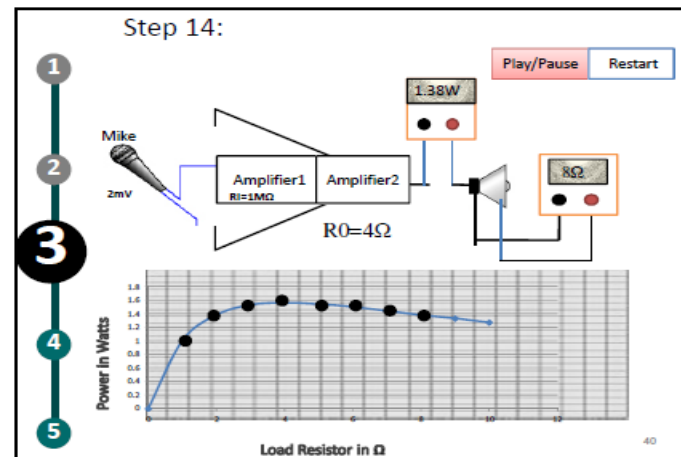 Step 14:
1
2
3
4
5
Play/Pause
Restart
1.38W
Mike
2mV
Amplifier1
RI=1MΩ
Amplifier2
R0=4Ω
8Ω
Power in Watts
1.8
1.6
1.4
1.2
1
0.8
0.6
0.4
0.2
0
0
2
4
6
8
10
12
Load Resistor in Ω
40